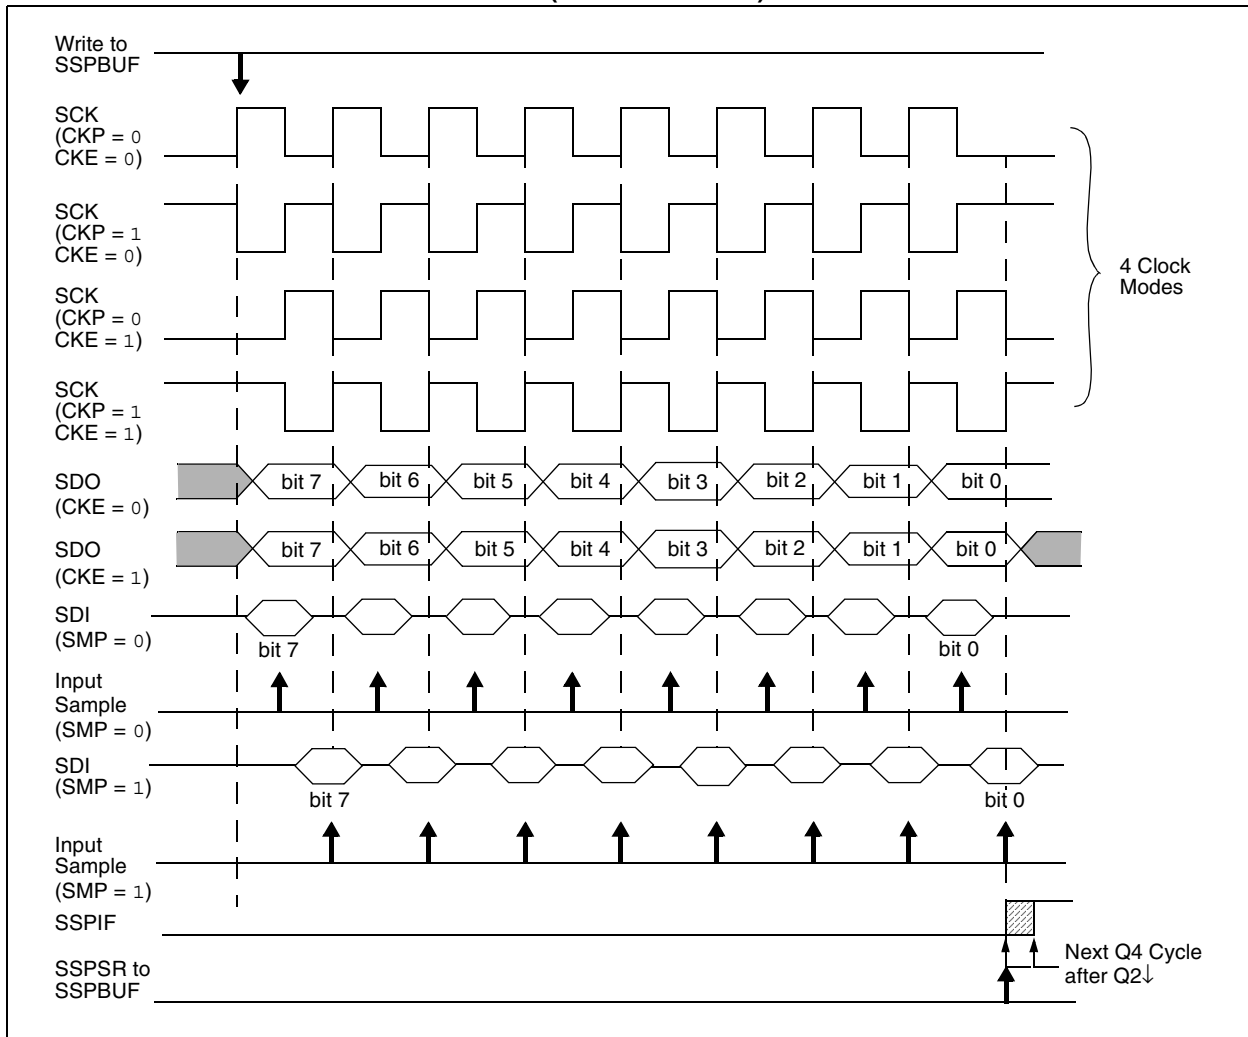 Write to
SSPBUF
SCK
(CKP = 0
CKE = 0)
SCK
(CKP = 1
CKE = 0)
SCK
(CKP = 0
CKE = 1)
SCK
(CKP = 1
CKE = 1)
4 Clock
Modes
SDO
(CKE = 0)
bit 7 bit 6 bit 5 bit 4 bit 3 bit 2 bit 1 bit 0
SDO
(CKE = 1)
bit 7 bit 6 bit 5 bit 4 bit 3 bit 2 bit 1 bit 0
SDI
(SMP = 0)
bit 7 bit 0
Input
Sample
(SMP = 0)
SDI
(SMP = 1)
bit 7 bit 0
Input
Sample
(SMP = 1)
SSPIF
Next Q4 Cycle
after Q2↓
SSPSR to
SSPBUF